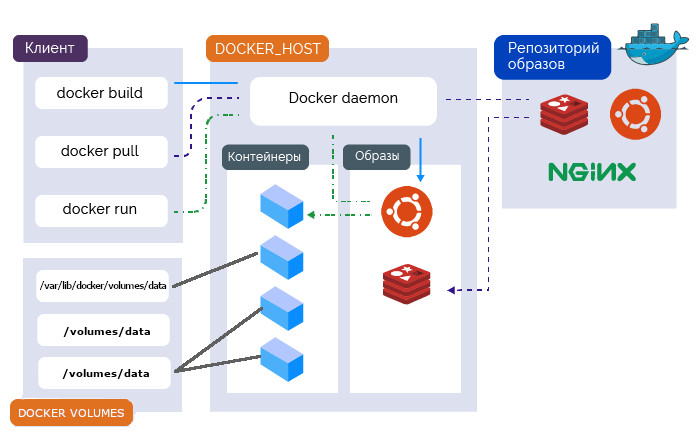 Клиент
docker build
docker pull
docker run
DOCKER_HOST
Docker daemon
Контейнеры
Образы
Репозиторий
образов
NGiNX
/var/lib/docker/volumes/data
/volumes/data
/volumes/data
DOCKER VOLUMES